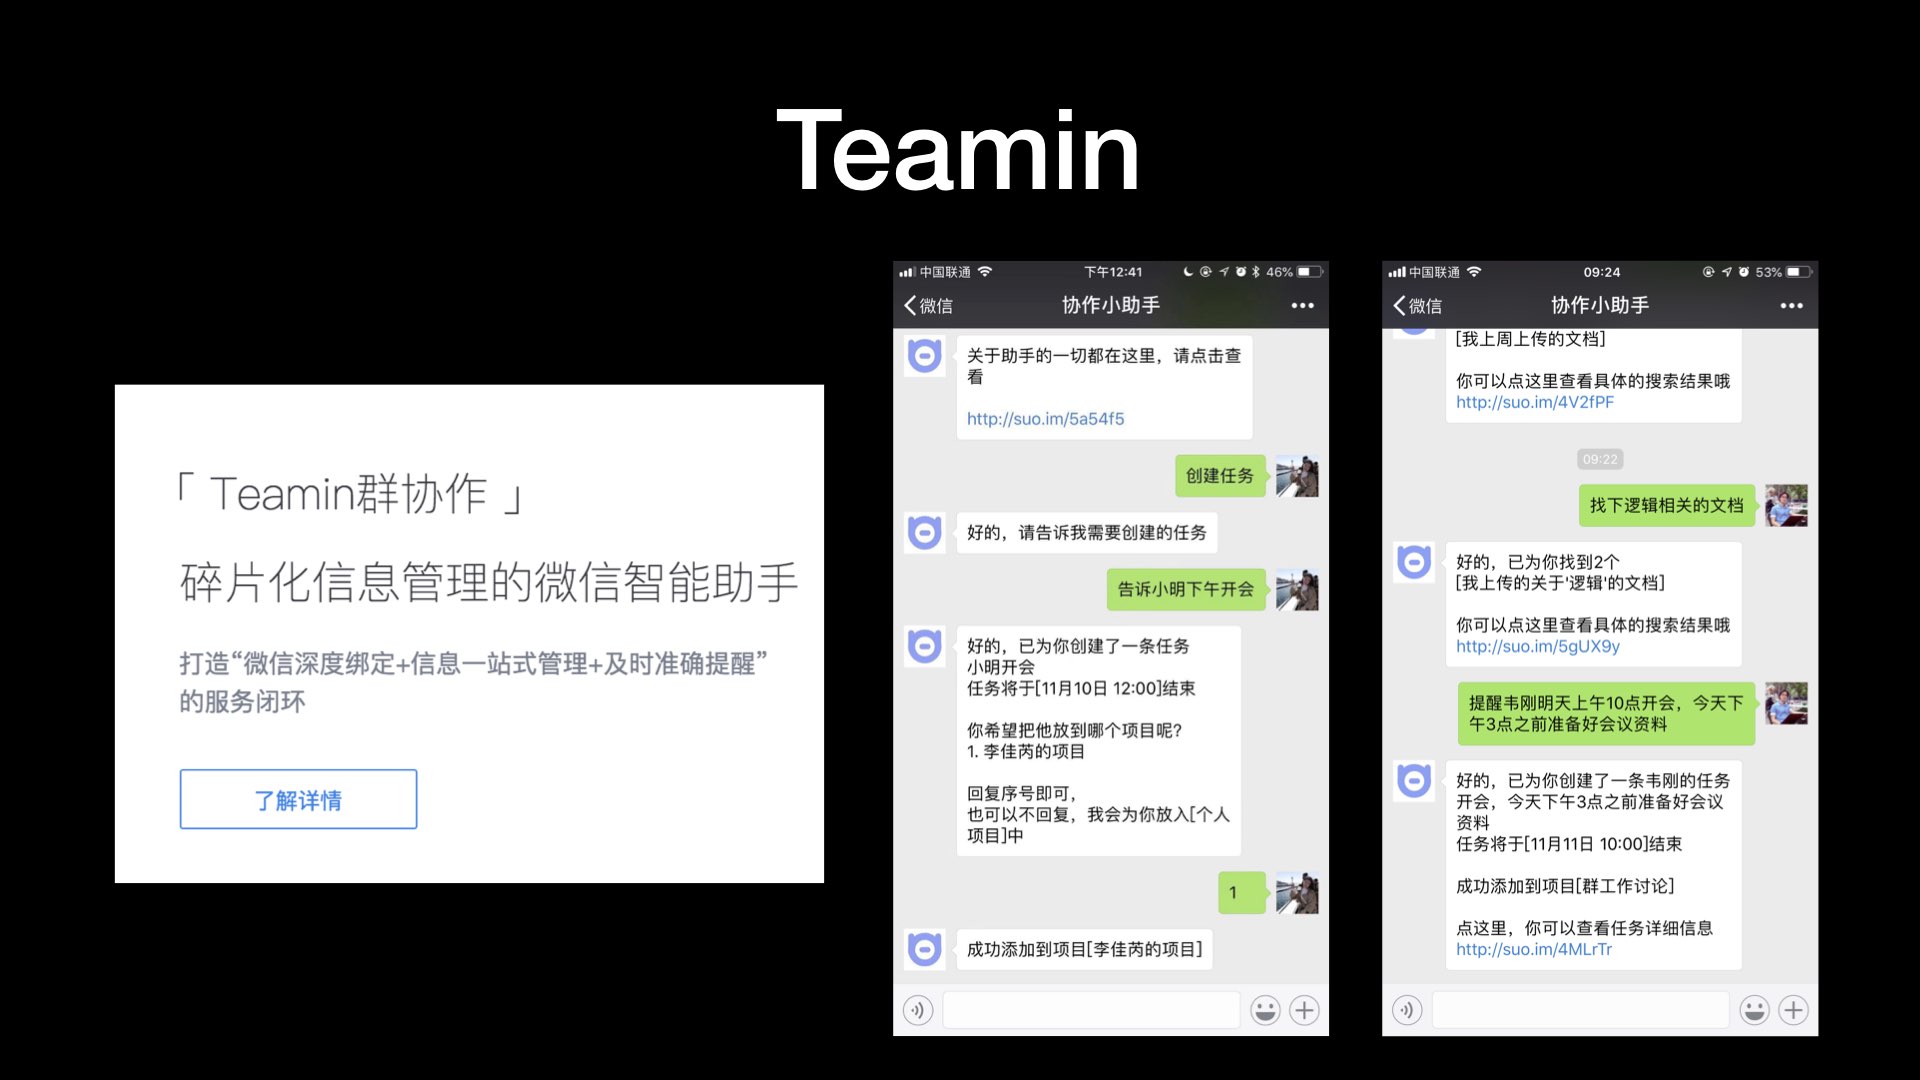 Teamin
「 Teamin群协作 」
碎片化信息管理的微信智能助手
打造“微信深度绑定+信息一站式管理+及时准确提醒”
的服务闭环
了解详情
中国联通 下午12:41 46%
微信 协作小助手
关于助手的一切都在这里，请点击查
看
http://suo.im/5a54f5
创建任务
好的，请告诉我需要创建的任务
告诉小明下午开会
好的，已为你创建了一条任务
小明开会
任务将于[11月10日 12:00]结束
你希望把他放到哪个项目呢？
1. 李佳芮的项目
回复序号即可，
也可以不回复，我会为你放入[个人
项目]中
1
成功添加到项目[李佳芮的项目]
中国联通 09:24 53%
微信 协作小助手
[我上周上传的文档]
你可以点这里查看具体的搜索结果哦
http://suo.im/4V2fPF
09:22
找下逻辑相关的文档
好的，已为你找到2个
[我上传的关于'逻辑'的文档]
你可以点这里查看具体的搜索结果哦
http://suo.im/5gUX9y
提醒韦刚明天上午10点开会，今天下
午3点之前准备好会议资料
好的，已为你创建了一条韦刚的任务
开会，今天下午3点之前准备好会议
资料
任务将于[11月11日 10:00]结束
成功添加到项目[群工作讨论]
点这里，你可以查看任务详细信息
http://suo.im/4MLrTr